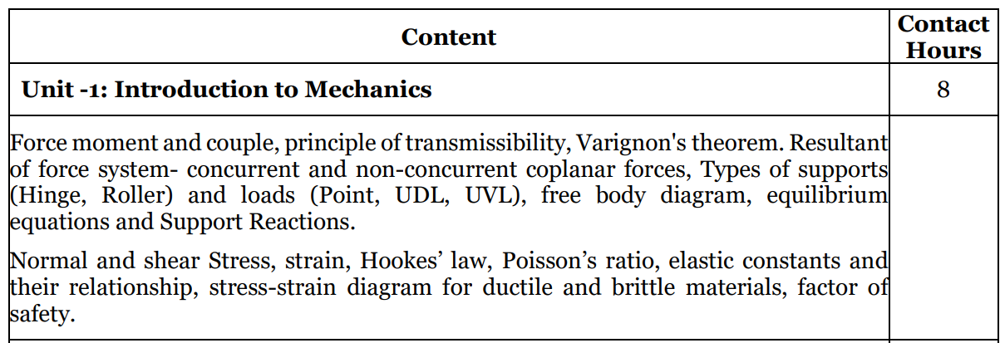 Content
Contact
Hours
Unit -1: Introduction to Mechanics
8
Force moment and couple, principle of transmissibility, Varignon's theorem. Resultant
of force system- concurrent and non-concurrent coplanar forces, Types of supports
(Hinge, Roller) and loads (Point, UDL, UVL), free body diagram, equilibrium
equations and Support Reactions.
Normal and shear Stress, strain, Hookes’ law, Poisson’s ratio, elastic constants and
their relationship, stress-strain diagram for ductile and brittle materials, factor of
safety.